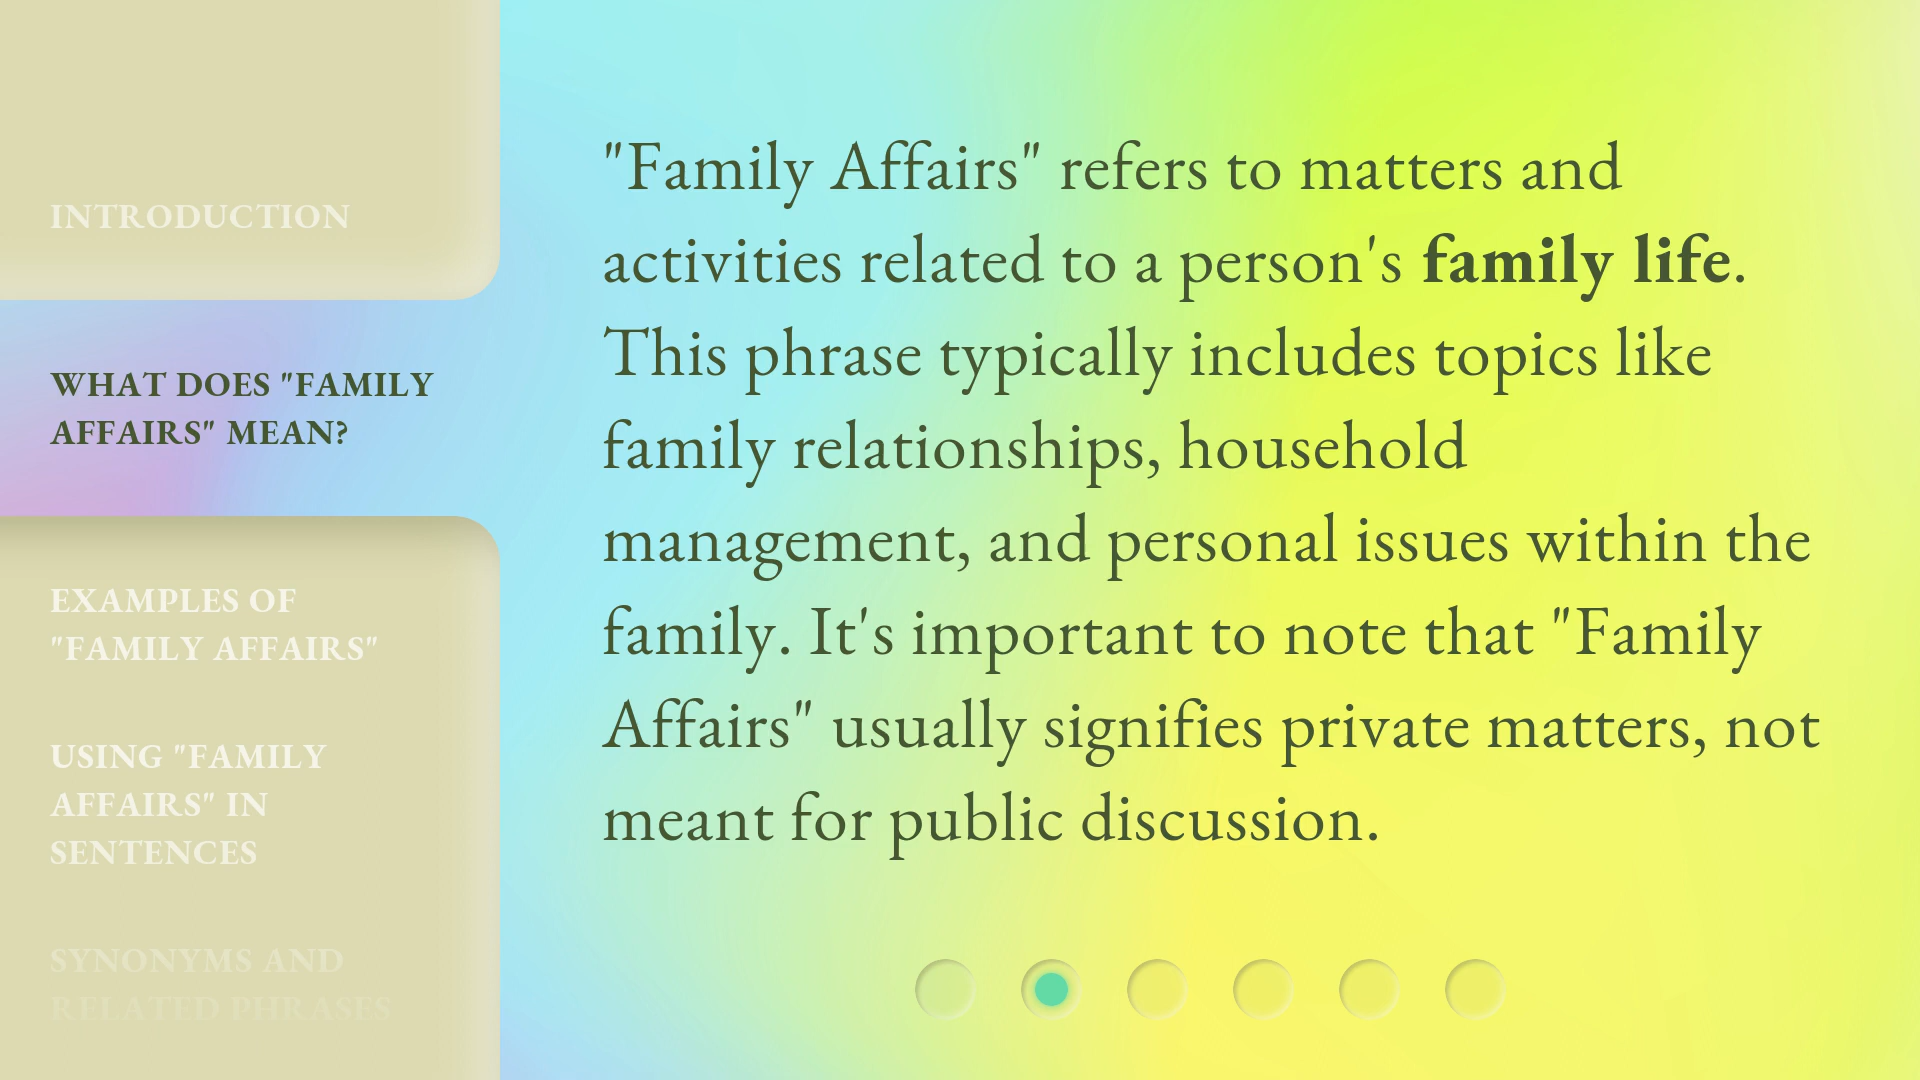 INTRODUCTION
WHAT DOES "FAMILY
AFFAIRS" MEAN?
EXAMPLES OF
"FAMILY AFFAIRS"
USING "FAMILY
AFFAIRS" IN
SENTENCES
SYNONYMS AND
RELATED PHRASES
"Family Affairs" refers to matters and
activities related to a person's family life.
This phrase typically includes topics like
family relationships, household
management, and personal issues within the
family. It's important to note that "Family
Affairs" usually signifies private matters, not
meant for public discussion.